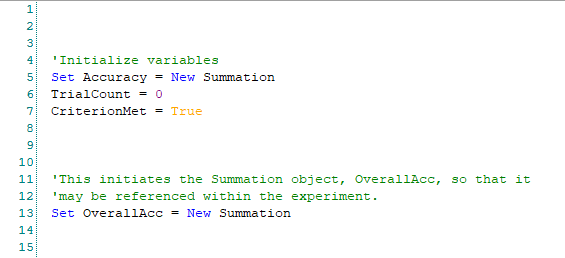 1
2
3
4 'Initialize variables
5 Set Accuracy = New Summation
6 TrialCount = 0
7 CriterionMet = True
8
9
10
11 'This initiates the Summation object, OverallAcc, so that it
12 'may be referenced within the experiment.
13 Set OverallAcc = New Summation
14
15